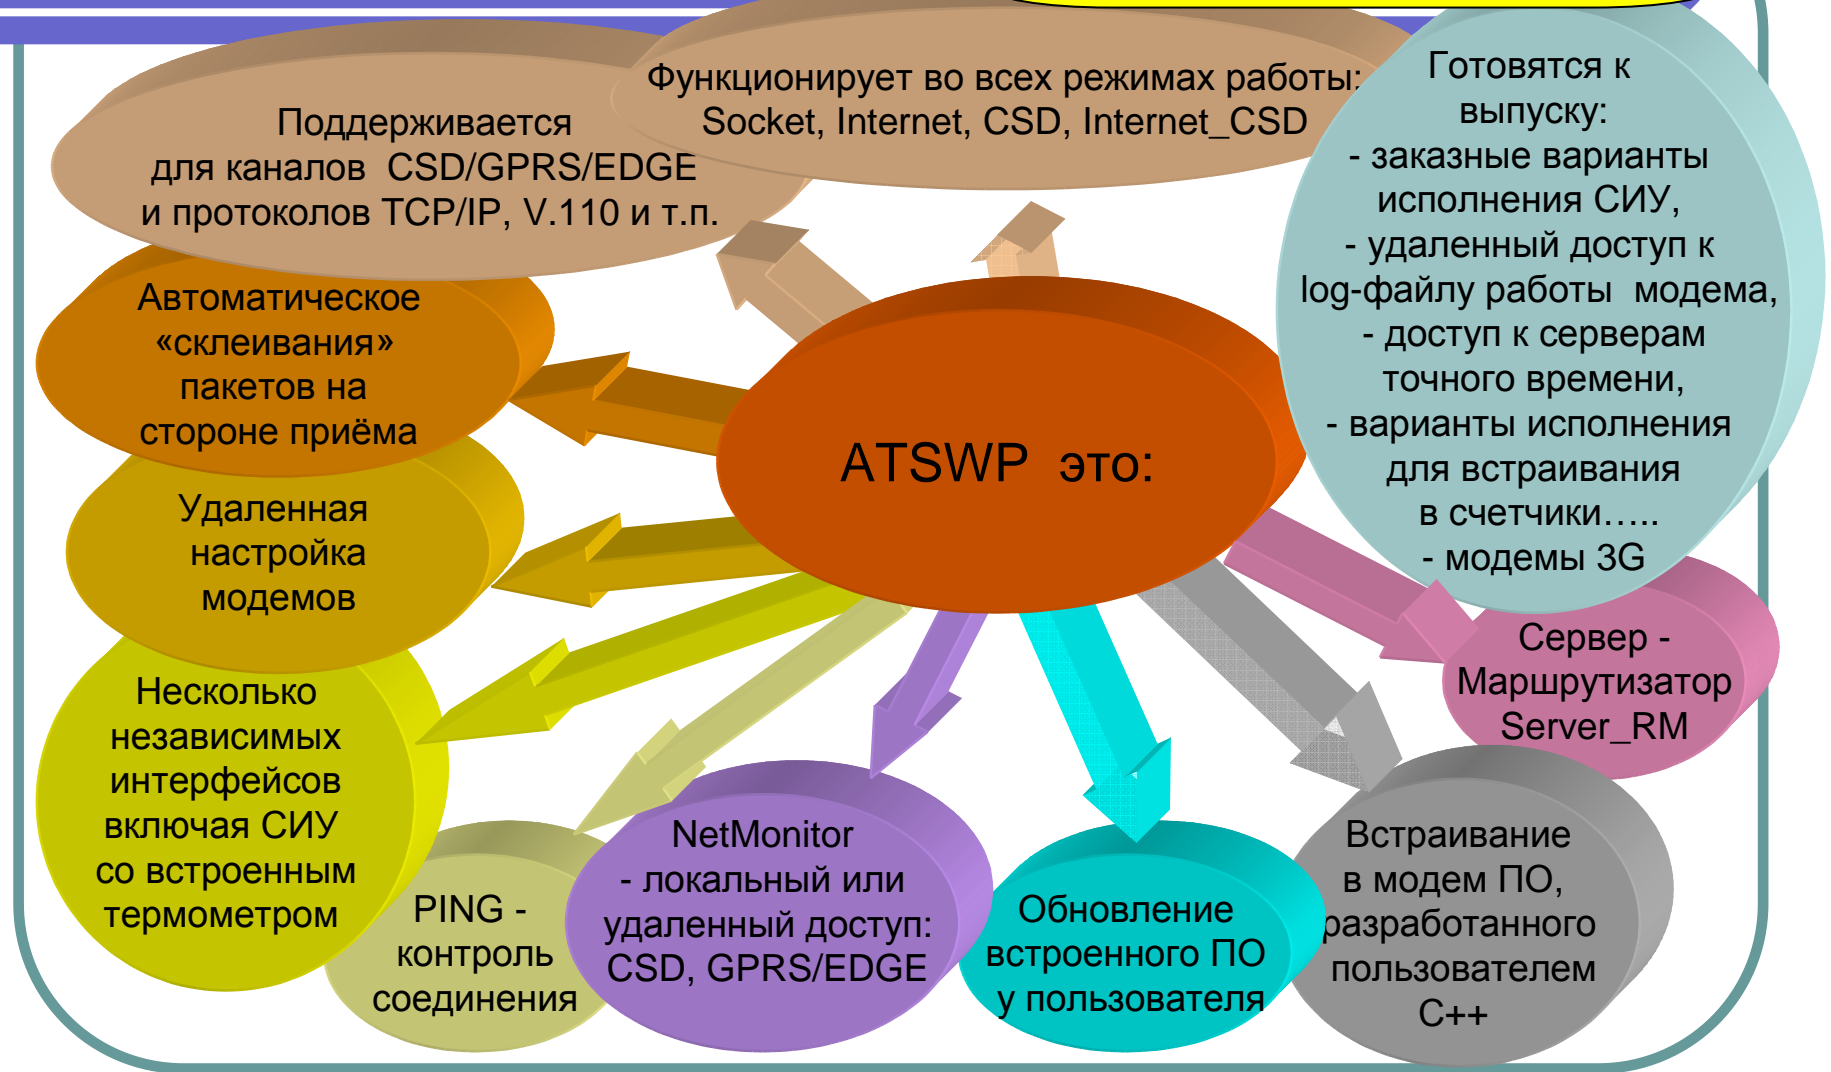 Функционирует во всех режимах работы:
Socket, Internet, CSD, Internet_CSD
Поддерживается
для каналов  CSD/GPRS/EDGE
и протоколов TCP/IP, V.110 и т.п.
Автоматическое
«склеивания»
пакетов на
стороне приёма
Удаленная
настройка
модемов
Несколько
независимых
интерфейсов
включая СИУ
со встроенным
термометром
PING -
контроль
соединения
NetMonitor
- локальный или
удаленный доступ:
CSD, GPRS/EDGE
Обновление
встроенного ПО
у пользователя
Встраивание
в модем ПО,
разработанного
пользователем
С++
Сервер -
Маршрутизатор
Server_RM
Готовятся к
выпуску:
- заказные варианты
исполнения СИУ,
- удаленный доступ к
log-файлу работы  модема,
- доступ к серверам
точного времени,
- варианты исполнения
для встраивания
в счетчики…..
- модемы 3G
ATSWP  это: